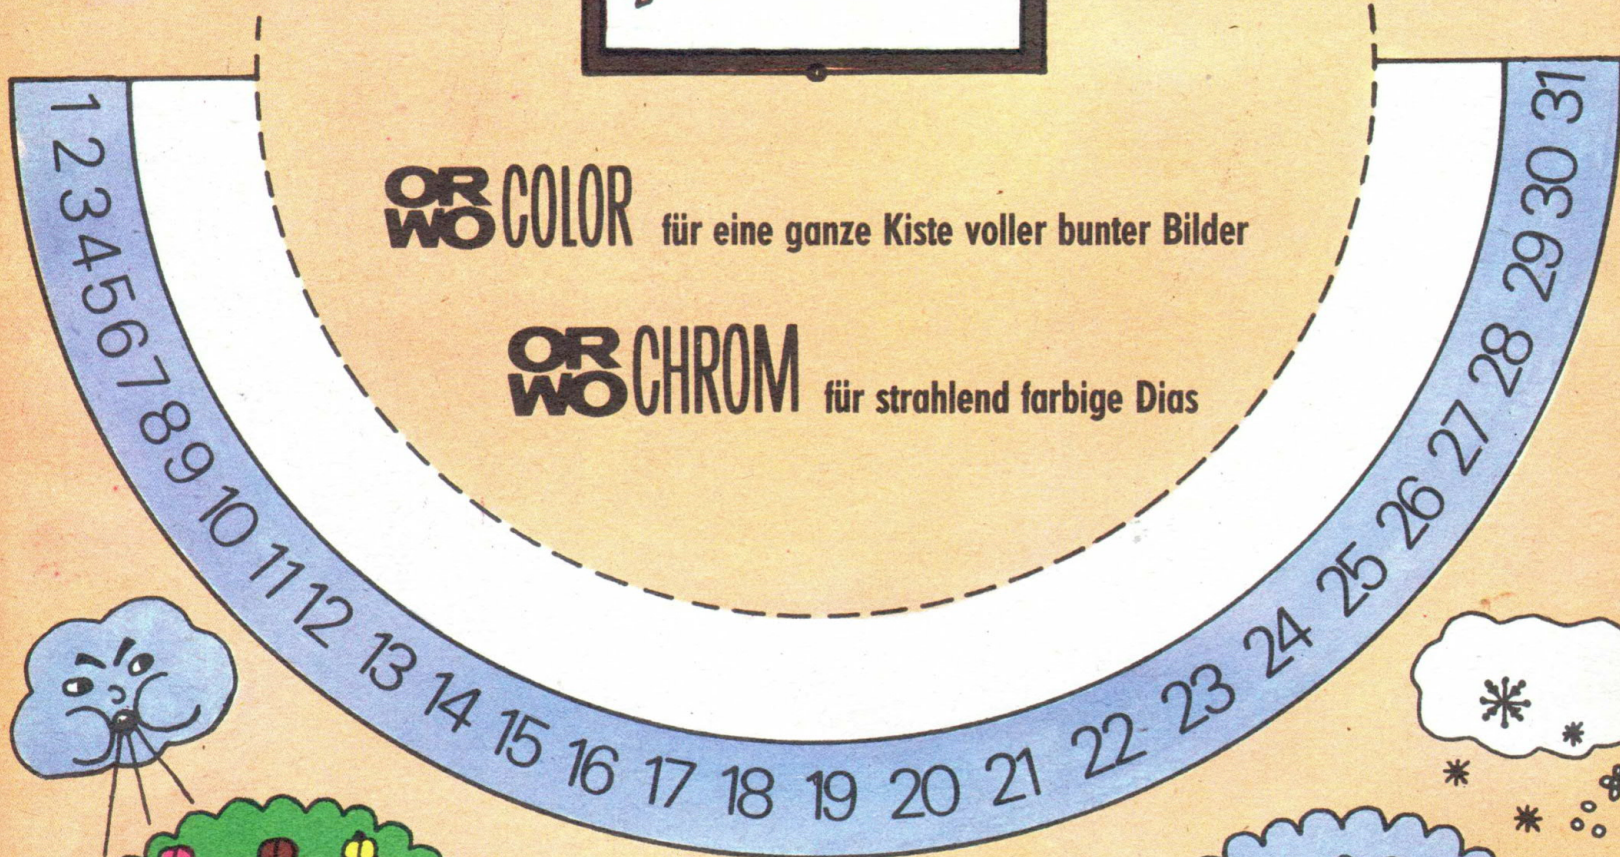 OR WO COLOR für eine ganze Kiste voller bunter Bilder
OR WO CHROM für strahlend farbige Dias
1 2 3 4 5 6 7 8 9 10 11 12 13 14 15 16 17 18 19 20 21 22 23 24 25 26 27 28 29 30 31